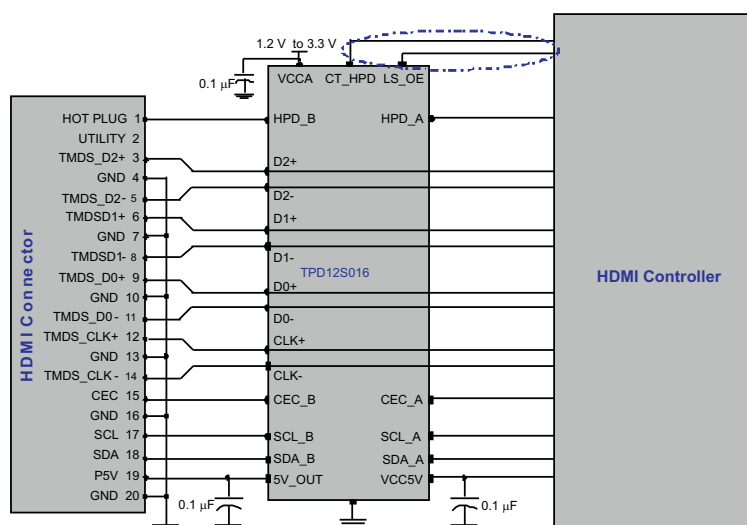 1.2 V to 3.3 V
0.1 µF
VCCA CT_HPD LS_OE
HOT PLUG 1
UTILITY 2
TMDS_D2+ 3
GND 4
TMDS_D2- 5
TMDSD1+ 6
GND 7
TMDSD1- 8
TMDS_D0+ 9
GND 10
TMDS_D0- 11
TMDS_CLK+ 12
GND 13
TMDS_CLK- 14
CEC 15
GND 16
SCL 17
SDA 18
P5V 19
GND 20
HDMI Connector
HPD_B HPD_A
D2+
D2-
D1+
D1-
TPD12S016
D0+
D0-
CLK+
CLK-
CEC_B CEC_A
SCL_B SCL_A
SDA_B SDA_A
5V_OUT VCC5V
0.1 µF
0.1 µF
HDMI Controller